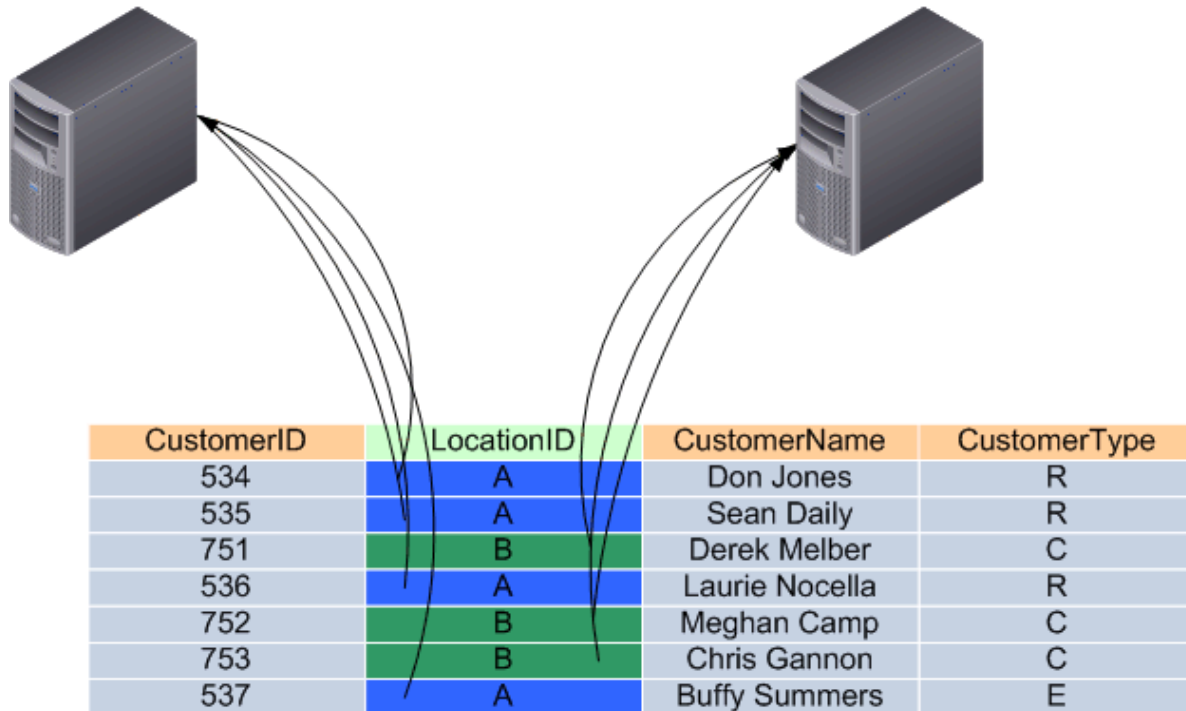 CustomerID LocationID CustomerName CustomerType
534 A Don Jones R
535 A Sean Daily R
751 B Derek Melber C
536 A Laurie Nocella R
752 B Meghan Camp C
753 B Chris Gannon C
537 A Buffy Summers E